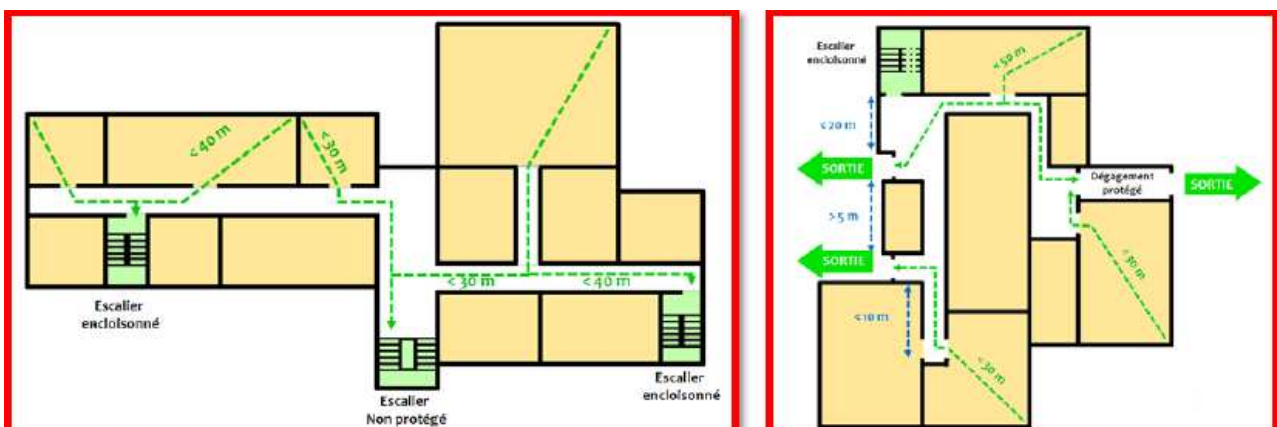 < 40 m
< 30 m
< 30 m
< 40 m
Escalier
encloisonné
Escalier
Non protégé
Escalier
encloisonné
Escalier
encloisonné
< 50 m
< 20 m
SORTIE
Dégagement
protégé
SORTIE
> 5 m
SORTIE
< 10 m
< 30 m
< 30 m